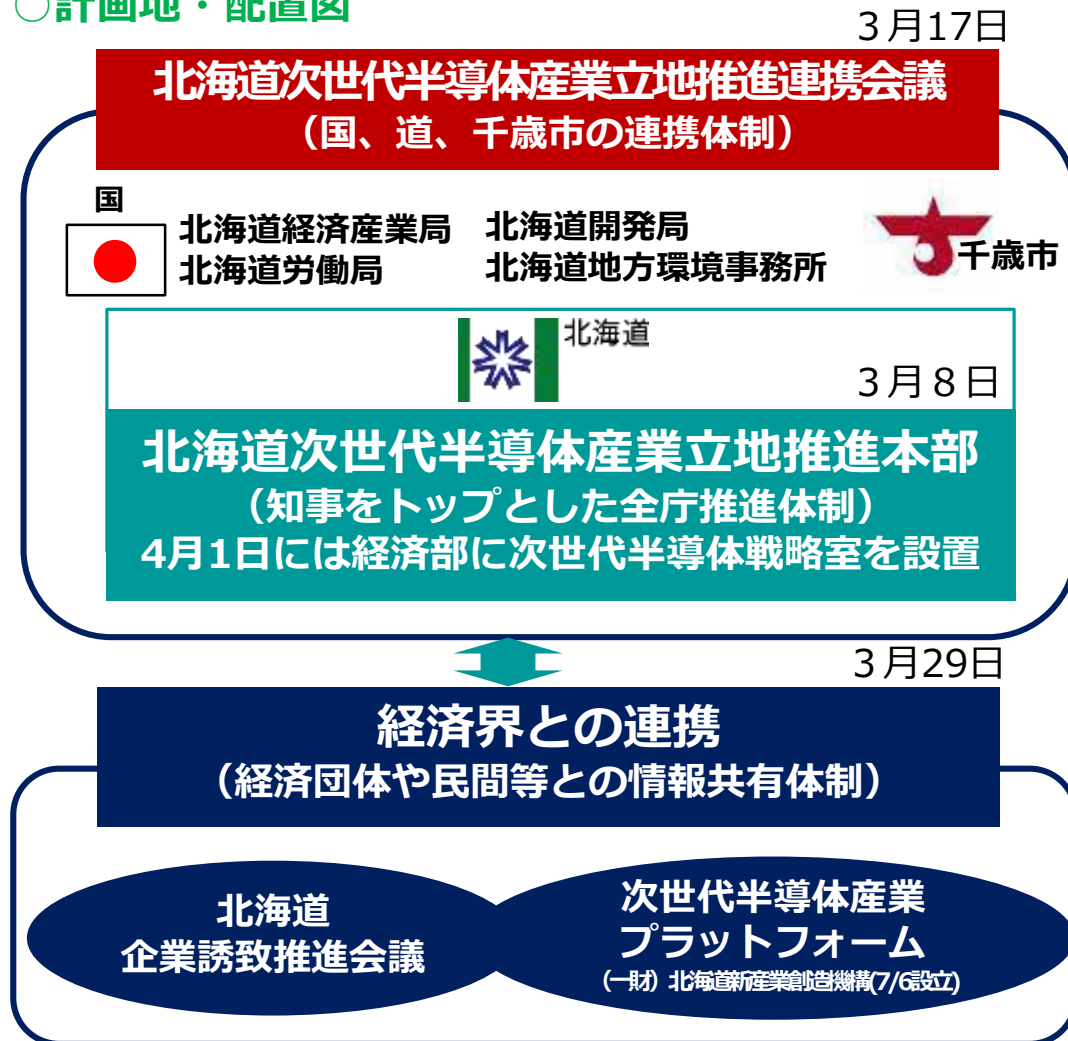 ○計画地・配置図
３月17日
北海道次世代半導体産業立地推進連携会議
（国、道、千歳市の連携体制）
国
北海道経済産業局 北海道開発局
北海道労働局 北海道地方環境事務所
千歳市
北海道
３月８日
北海道次世代半導体産業立地推進本部
（知事をトップとした全庁推進体制）
4月1日には経済部に次世代半導体戦略室を設置
３月29日
経済界との連携
（経済団体や民間等との情報共有体制）
北海道
企業誘致推進会議
次世代半導体産業
プラットフォーム
（一財）北海道新産業創造機構(7/6設立)